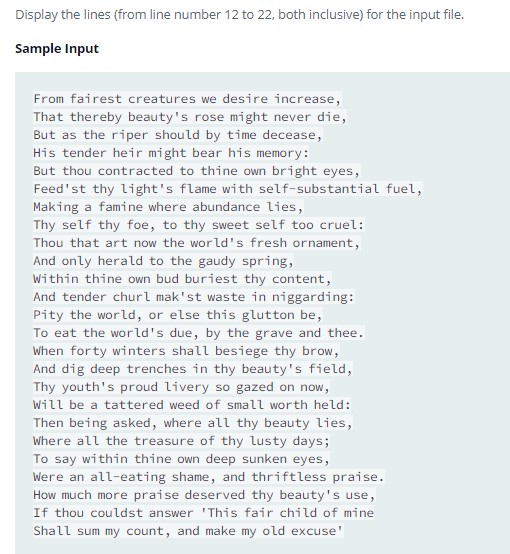 Display the lines (from line number 12 to 22, both inclusive) for the input file.
Sample Input
From fairest creatures we desire increase,
That thereby beauty's rose might never die,
But as the riper should by time decease,
His tender heir might bear his memory:
But thou contracted to thine own bright eyes,
Feed'st thy light's flame with self-substantial fuel,
Making a famine where abundance lies,
Thy self thy foe, to thy sweet self too cruel:
Thou that art now the world's fresh ornament,
And only herald to the gaudy spring,
Within thine own bud buriest thy content,
And tender churl mak'st waste in niggarding:
Pity the world, or else this glutton be,
To eat the world's due, by the grave and thee.
When forty winters shall besiege thy brow,
And dig deep trenches in thy beauty's field,
Thy youth's proud livery so gazed on now,
Will be a tattered weed of small worth held:
Then being asked, where all thy beauty lies,
Where all the treasure of thy lusty days;
To say within thine own deep sunken eyes,
Were an all-eating shame, and thriftless praise.
How much more praise deserved thy beauty's use,
If thou couldst answer 'This fair child of mine
Shall sum my count, and make my old excuse'